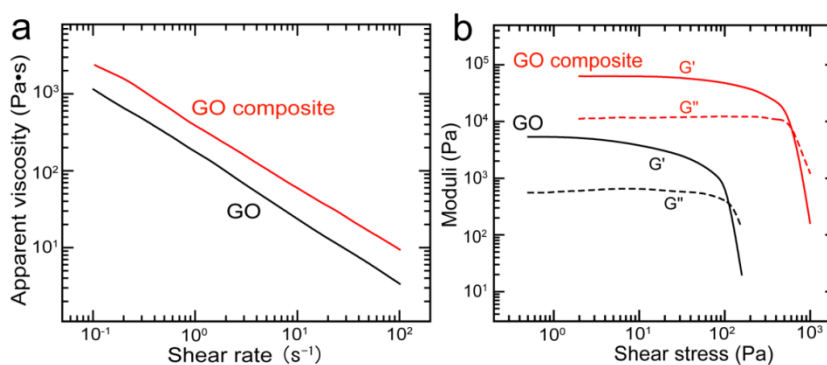 a
Apparent viscosity (Pa•s)
10³
10²
10¹
GO composite
GO
10⁻¹ 10⁰ 10¹ 10²
Shear rate (s⁻¹)
b
Moduli (Pa)
10⁵
10⁴
10³
10²
10¹
GO composite
G'
G''
GO
G'
G''
10⁰ 10¹ 10² 10³
Shear stress (Pa)